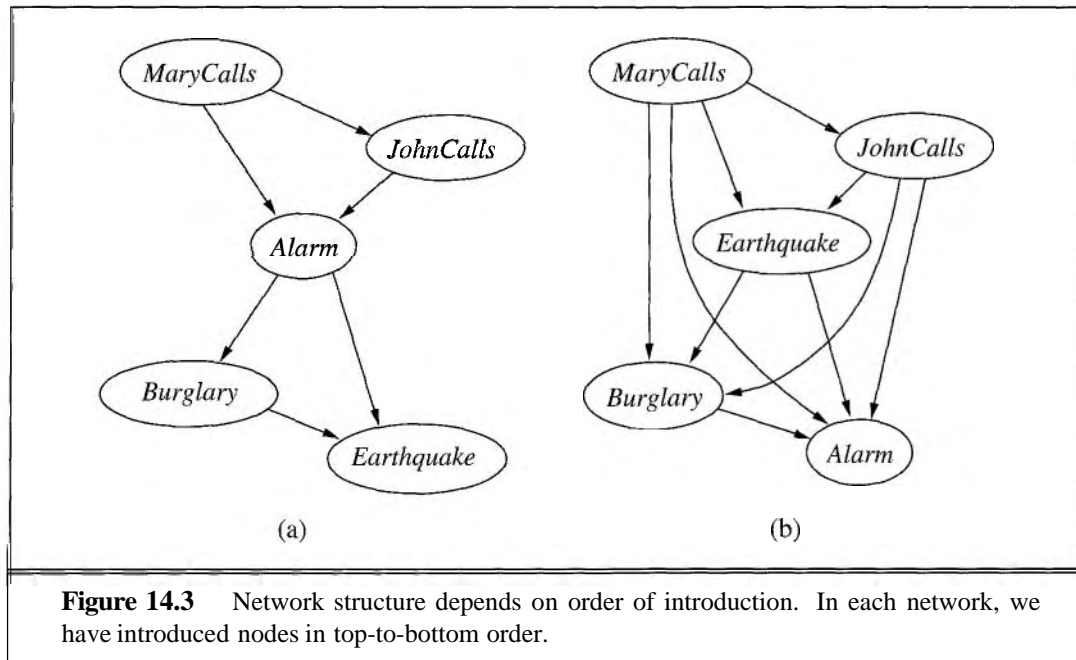 MaryCalls
JohnCalls
Alarm
Burglary
Earthquake
(a)
MaryCalls
JohnCalls
Earthquake
Burglary
Alarm
(b)
Figure 14.3 Network structure depends on order of introduction. In each network, we
have introduced nodes in top-to-bottom order.